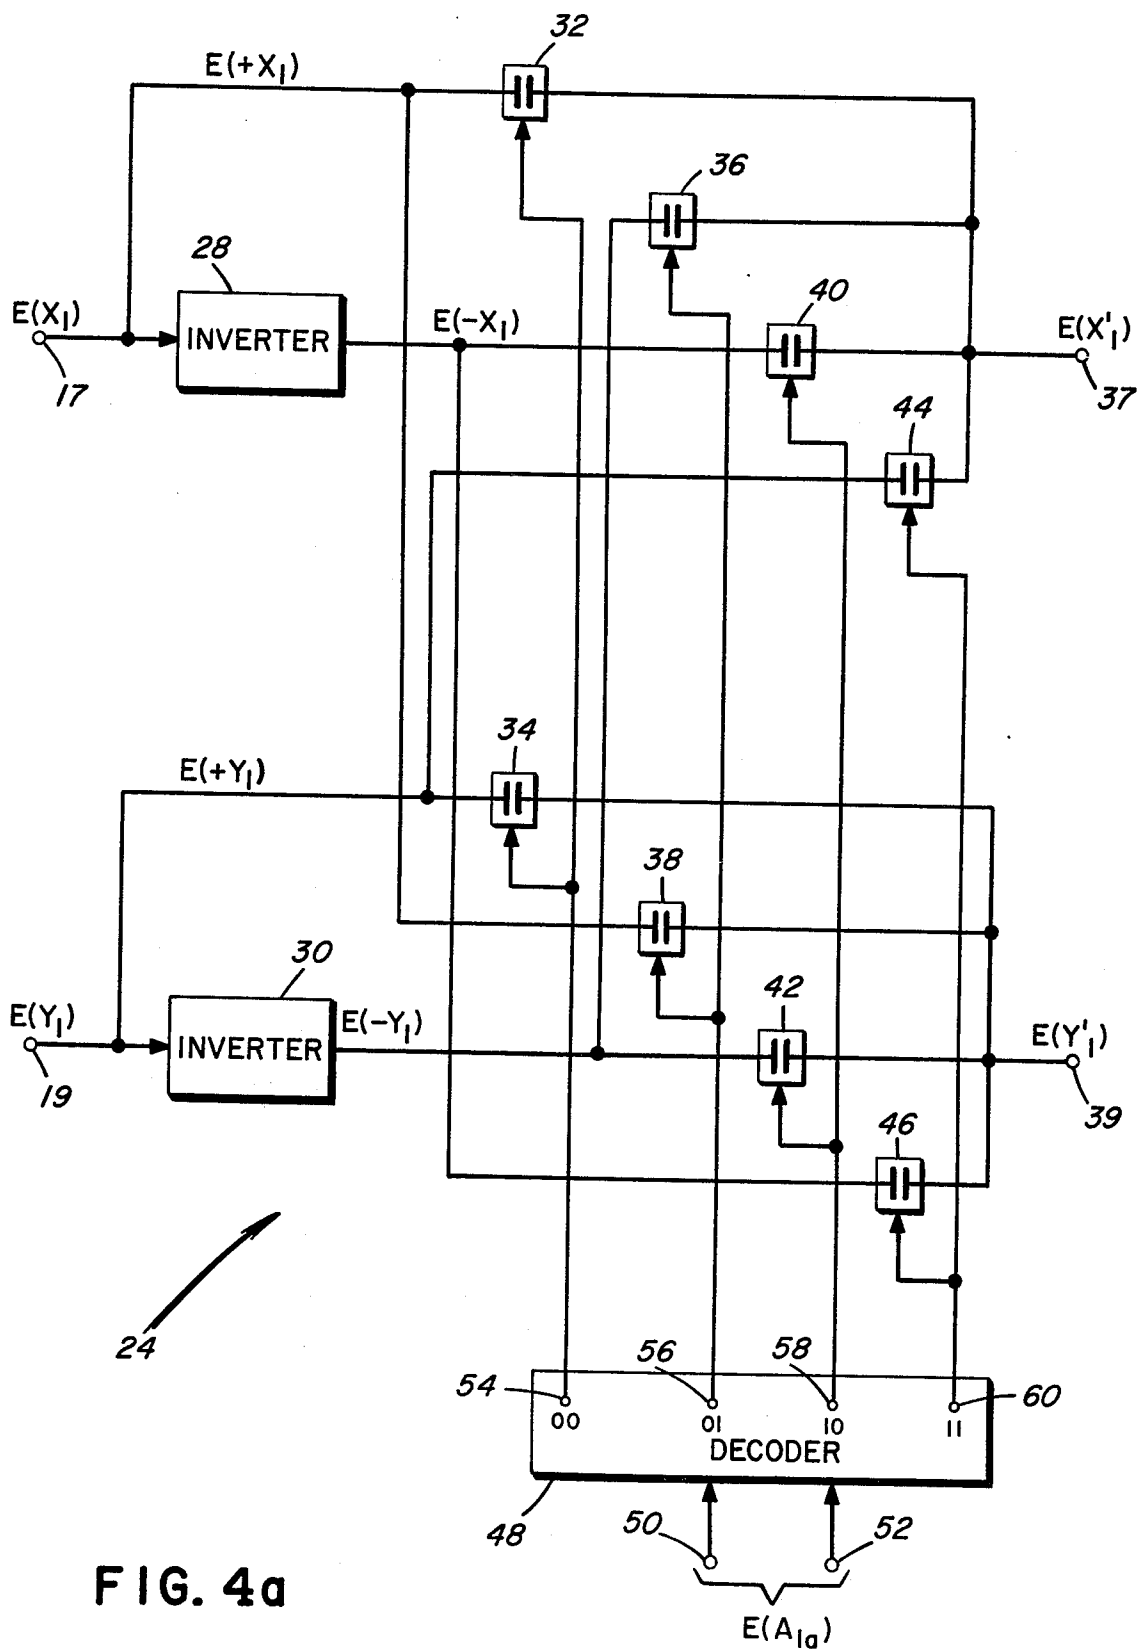 32
E(+X1)
36
28
40
E(X1)
INVERTER
E(-X1)
E(X'1)
17
37
44
34
E(+Y1)
38
30
42
E(Y1)
INVERTER
E(-Y1)
E(Y'1)
19
39
46
24
54
56
58
60
00
01
10
11
DECODER
48
50
52
E(A1a)
FIG. 4a